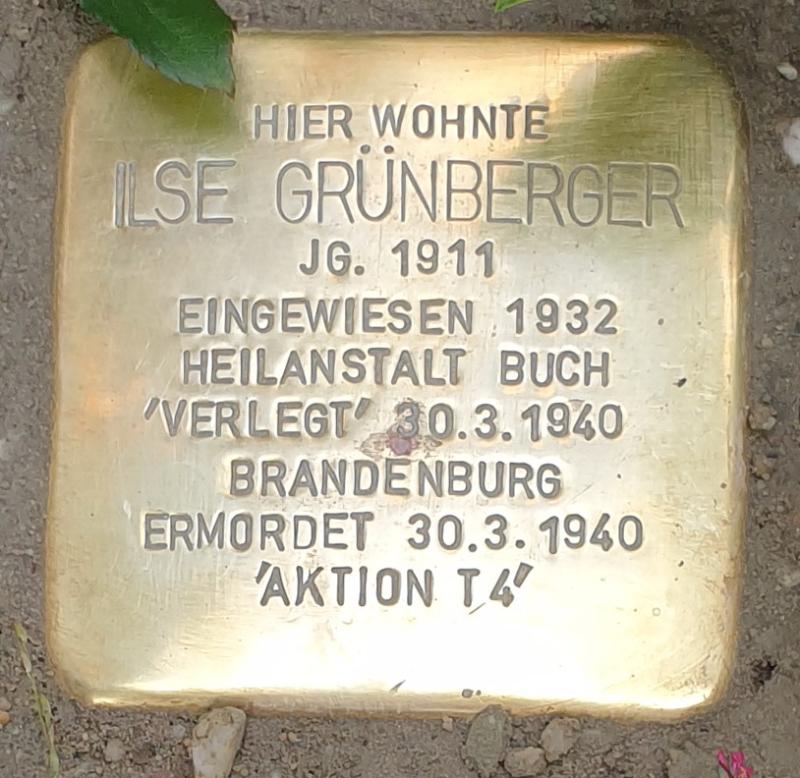 HIER WOHNTE
ILSE GRÜNBERGER
JG. 1911
EINGEWIESEN 1932
HEILANSTALT BUCH
'VERLEGT' 30.3.1940
BRANDENBURG
ERMORDET 30.3.1940
'AKTION T4'